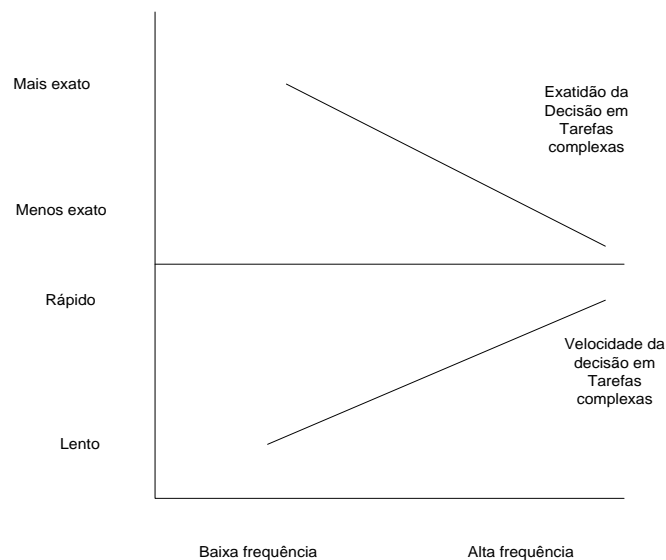 Mais exato
Exatidão da
Decisão em
Tarefas
complexas
Menos exato
Rápido
Velocidade da
decisão em
Tarefas
complexas
Lento
Baixa frequência
Alta frequência